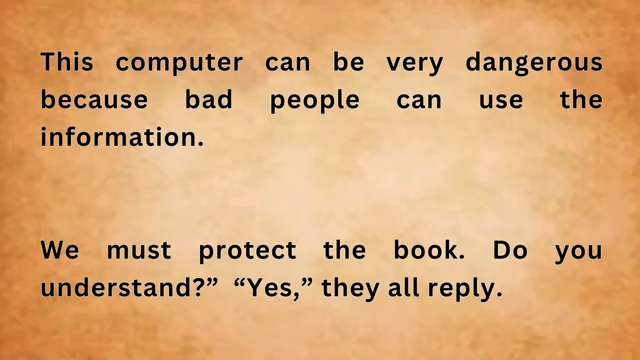 This computer can be very dangerous
because bad people can use the
information.
We must protect the book. Do you
understand?” “Yes,” they all reply.